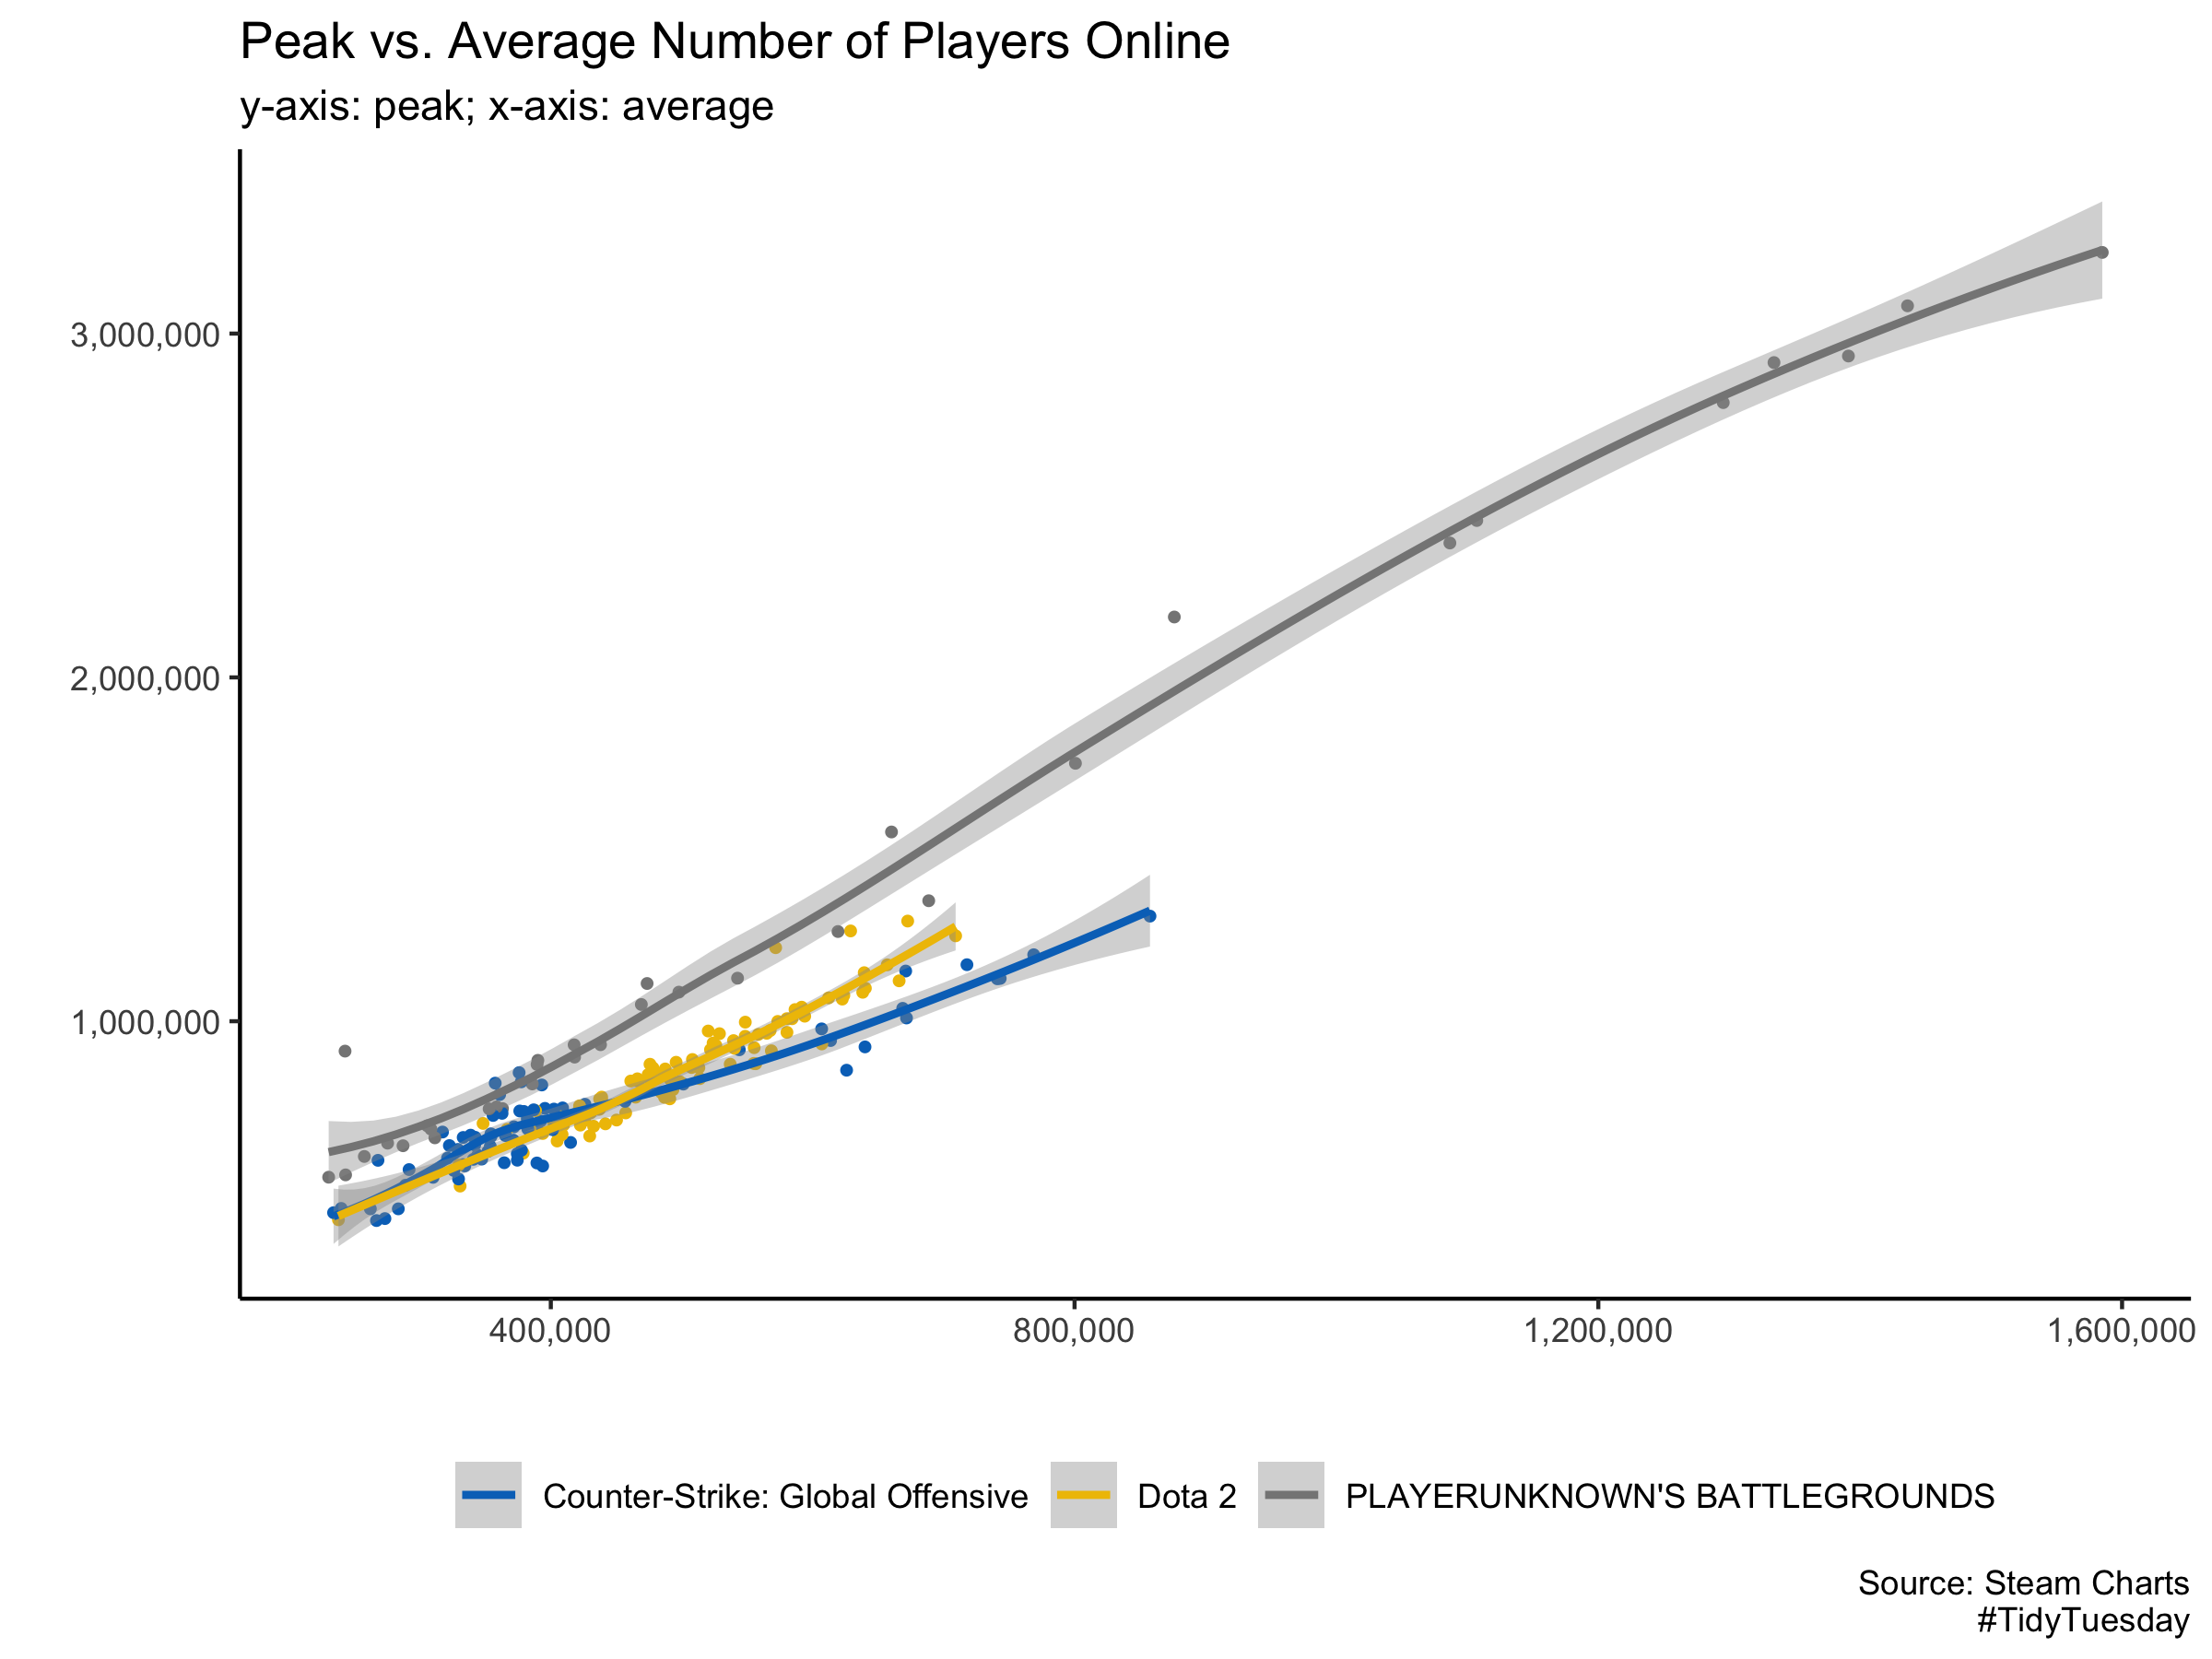 Peak vs. Average Number of Players Online
y-axis: peak; x-axis: average
3,000,000
2,000,000
1,000,000
400,000 800,000 1,200,000 1,600,000
Counter-Strike: Global Offensive Dota 2 PLAYERUNKNOWN'S BATTLEGROUNDS
Source: Steam Charts
#TidyTuesday